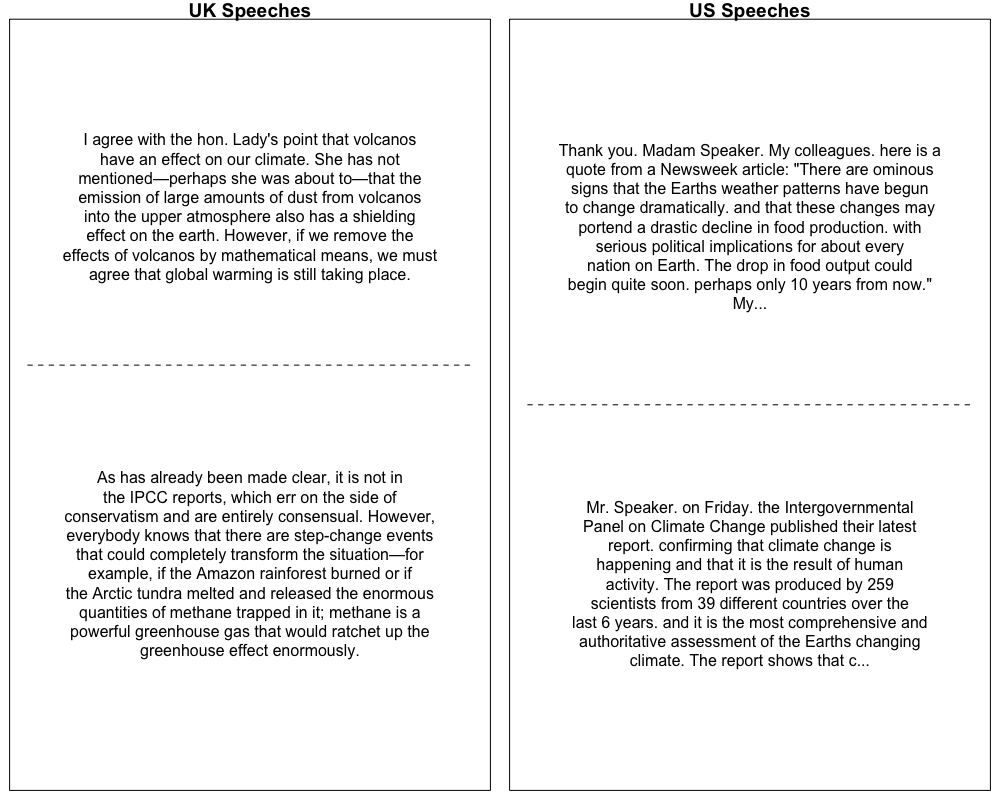 UK Speeches
I agree with the hon. Lady's point that volcanos
have an effect on our climate. She has not
mentioned—perhaps she was about to—that the
emission of large amounts of dust from volcanos
into the upper atmosphere also has a shielding
effect on the earth. However, if we remove the
effects of volcanos by mathematical means, we must
agree that global warming is still taking place.
As has already been made clear, it is not in
the IPCC reports, which err on the side of
conservatism and are entirely consensual. However,
everybody knows that there are step-change events
that could completely transform the situation—for
example, if the Amazon rainforest burned or if
the Arctic tundra melted and released the enormous
quantities of methane trapped in it; methane is a
powerful greenhouse gas that would ratchet up the
greenhouse effect enormously.
US Speeches
Thank you. Madam Speaker. My colleagues. here is a
quote from a Newsweek article: "There are ominous
signs that the Earths weather patterns have begun
to change dramatically. and that these changes may
portend a drastic decline in food production. with
serious political implications for about every
nation on Earth. The drop in food output could
begin quite soon. perhaps only 10 years from now."
My...
Mr. Speaker. on Friday. the Intergovernmental
Panel on Climate Change published their latest
report. confirming that climate change is
happening and that it is the result of human
activity. The report was produced by 259
scientists from 39 different countries over the
last 6 years. and it is the most comprehensive and
authoritative assessment of the Earths changing
climate. The report shows that c...